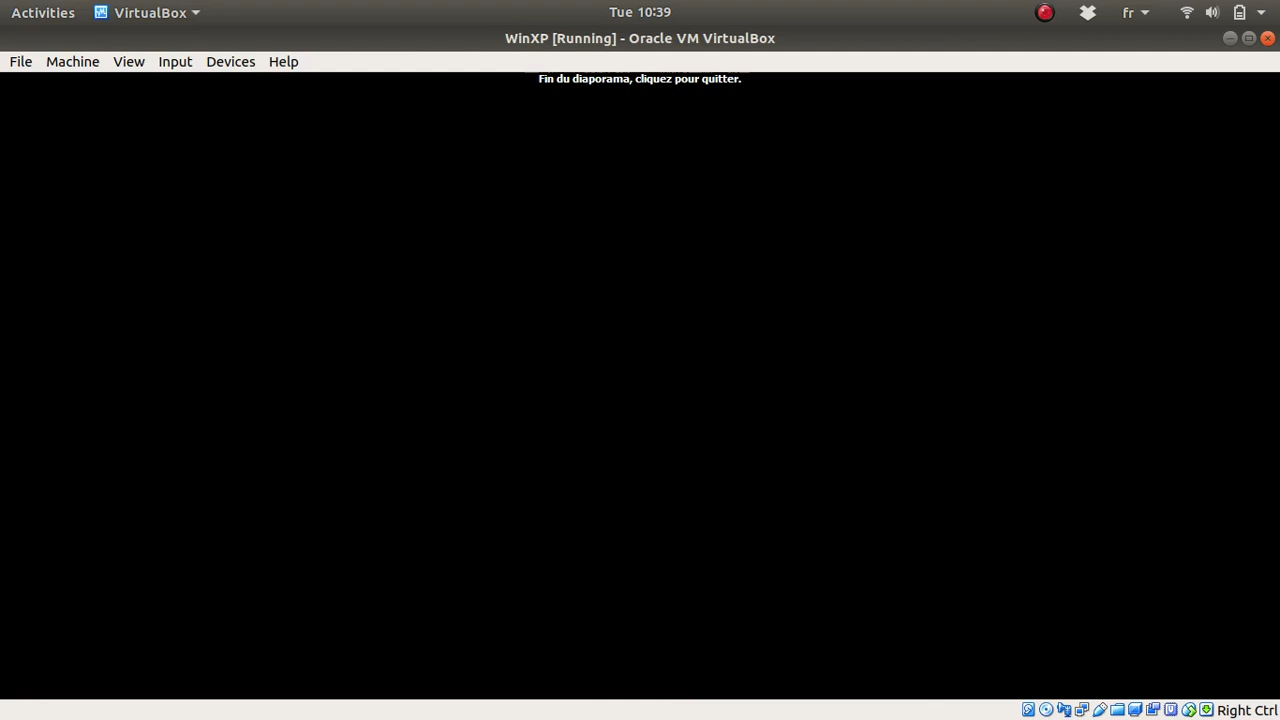 Activities VirtualBox Tue 10:39 fr
WinXP [Running] - Oracle VM VirtualBox
File Machine View Input Devices Help
Fin du diaporama, cliquez pour quitter.
Right Ctrl